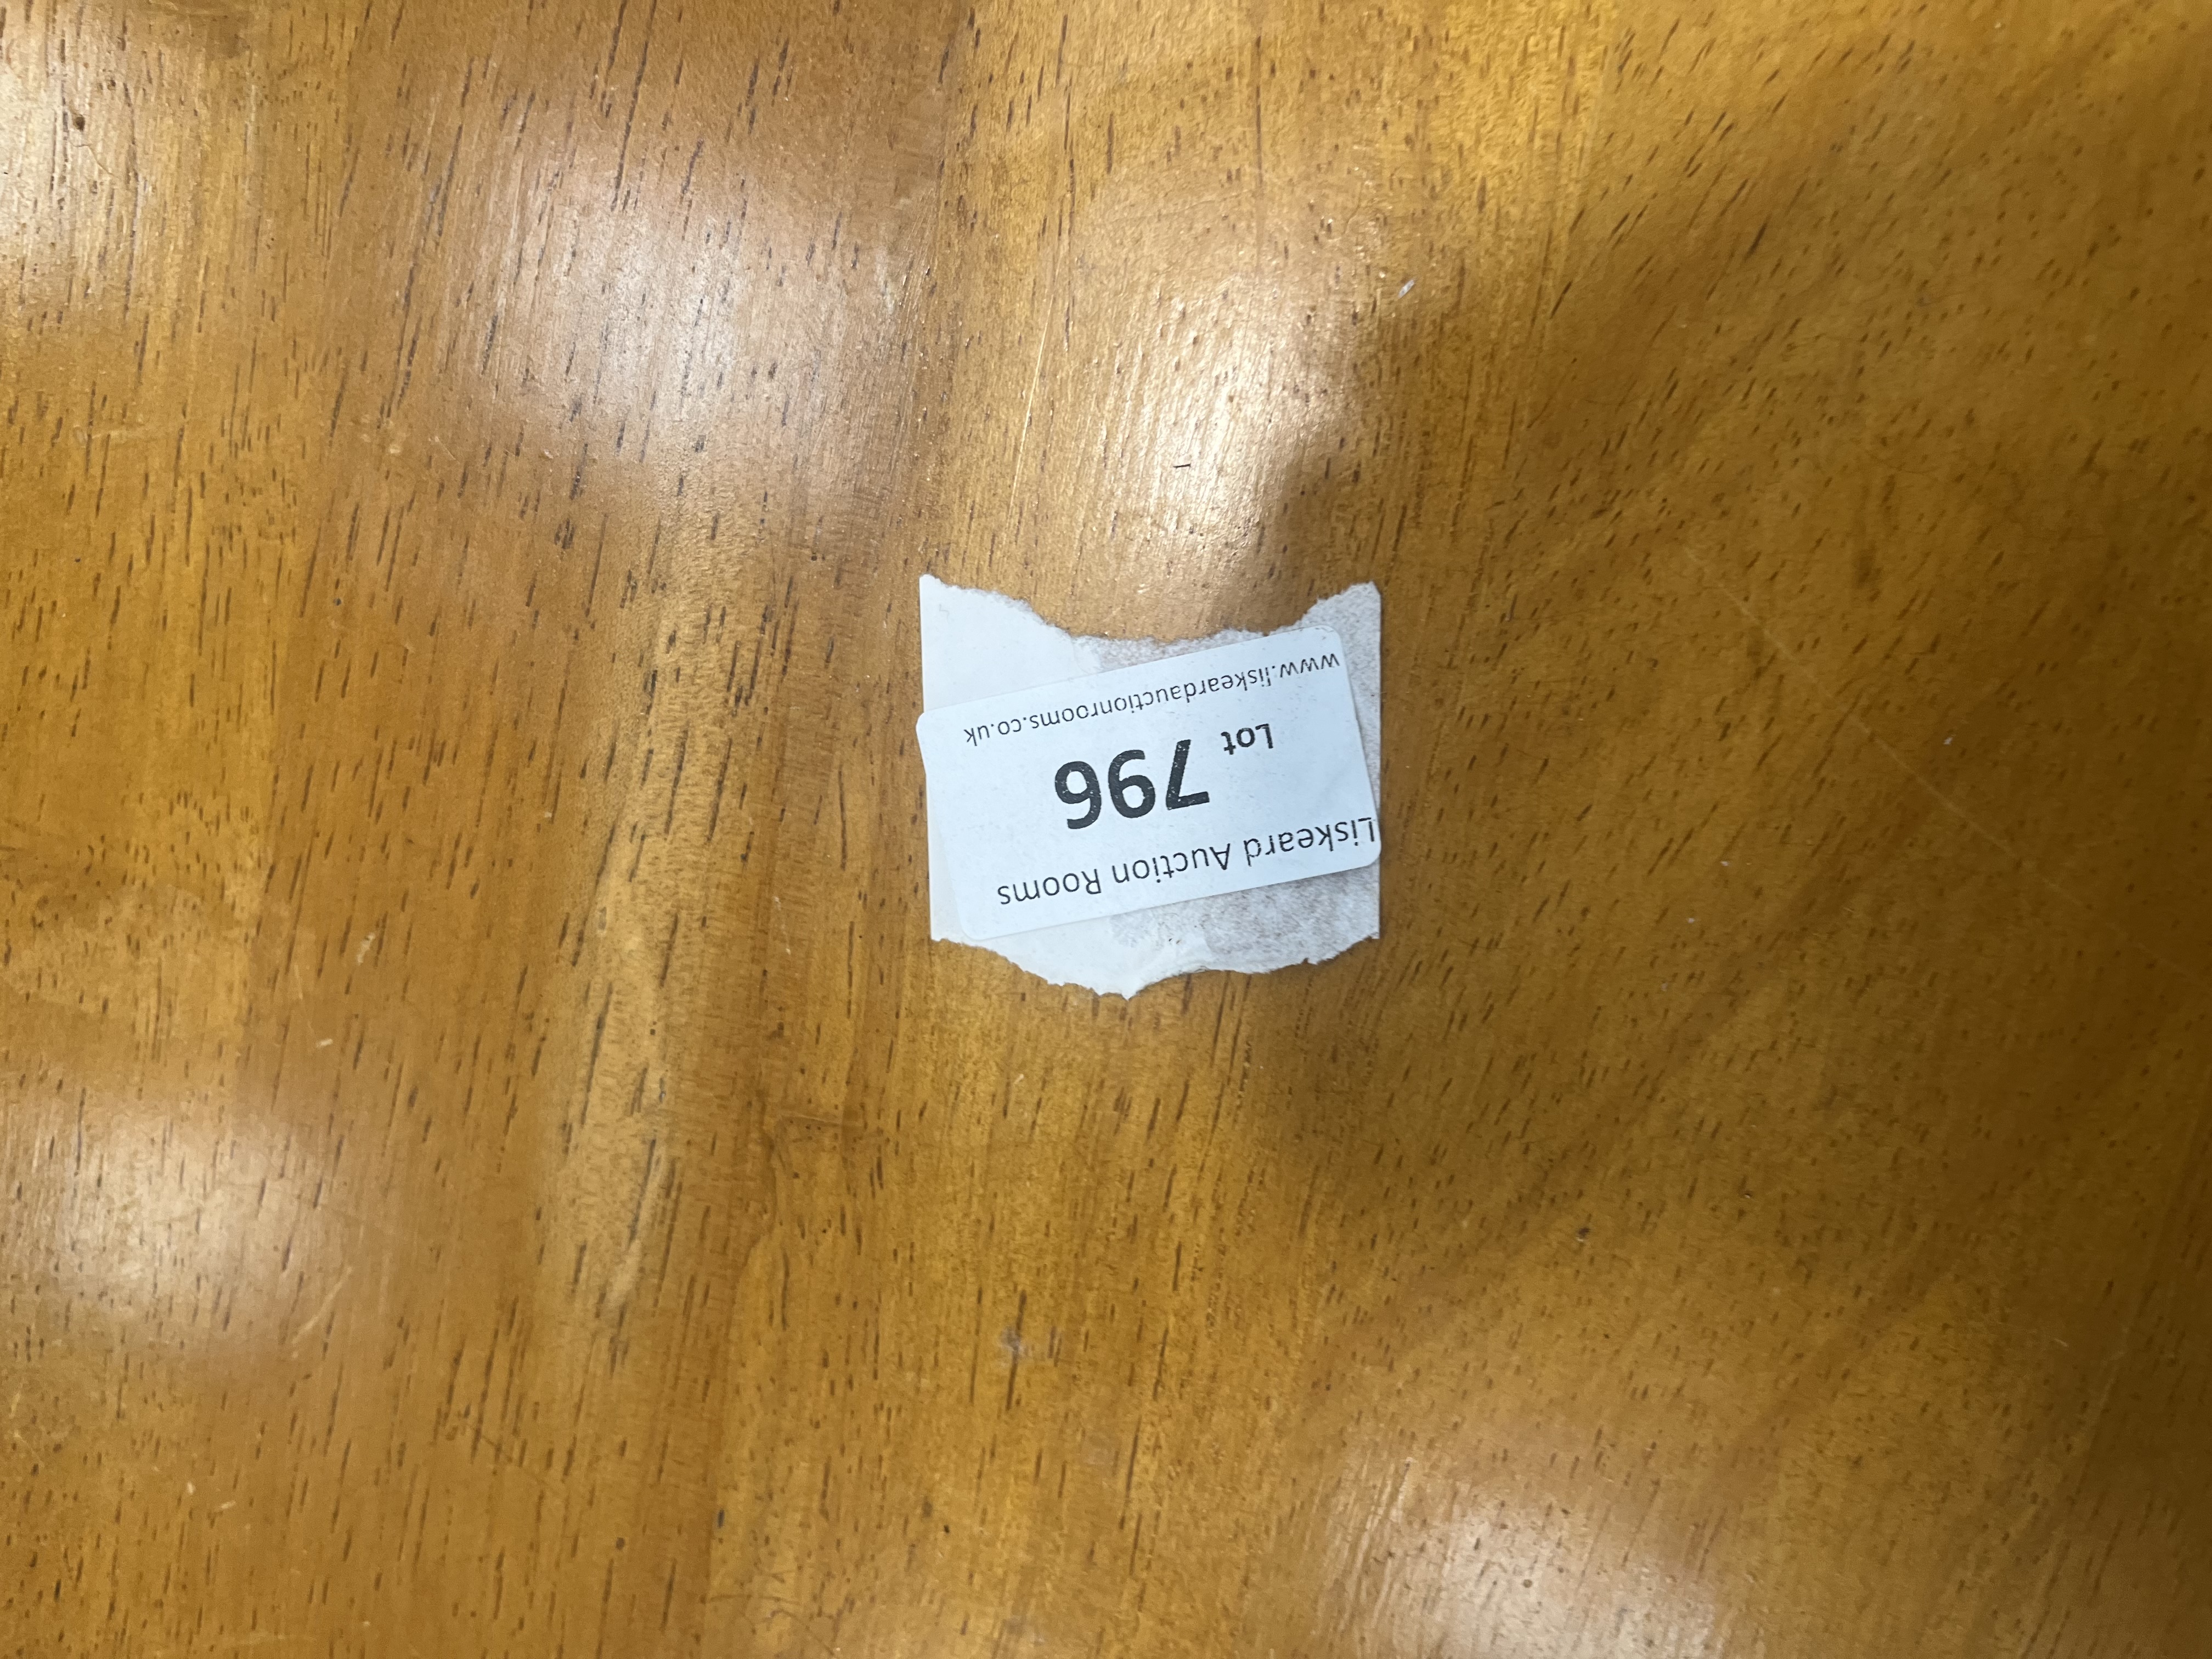 Liskeard Auction Rooms
Lot 796
www.liskeardauctionrooms.co.uk